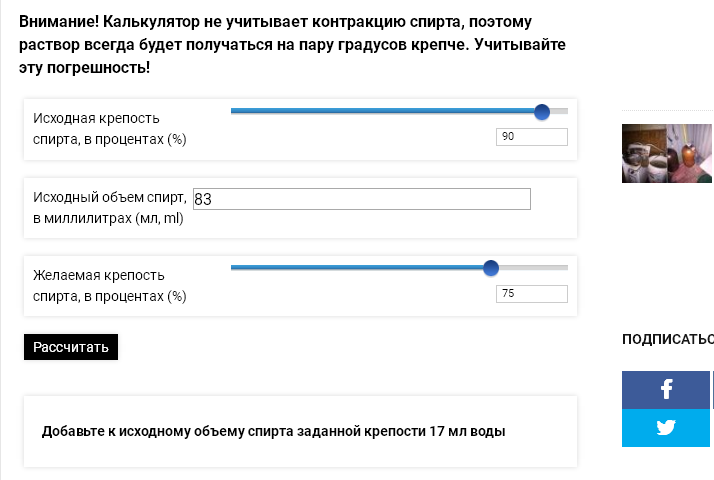 Внимание! Калькулятор не учитывает контракцию спирта, поэтому
раствор всегда будет получаться на пару градусов крепче. Учитывайте
эту погрешность!
Исходная крепость
спирта, в процентах (%)
90
Исходный объем спирт,
в миллилитрах (мл, ml)
83
Желаемая крепость
спирта, в процентах (%)
75
Рассчитать
Добавьте к исходному объему спирта заданной крепости 17 мл воды
ПОДПИСАТЬС